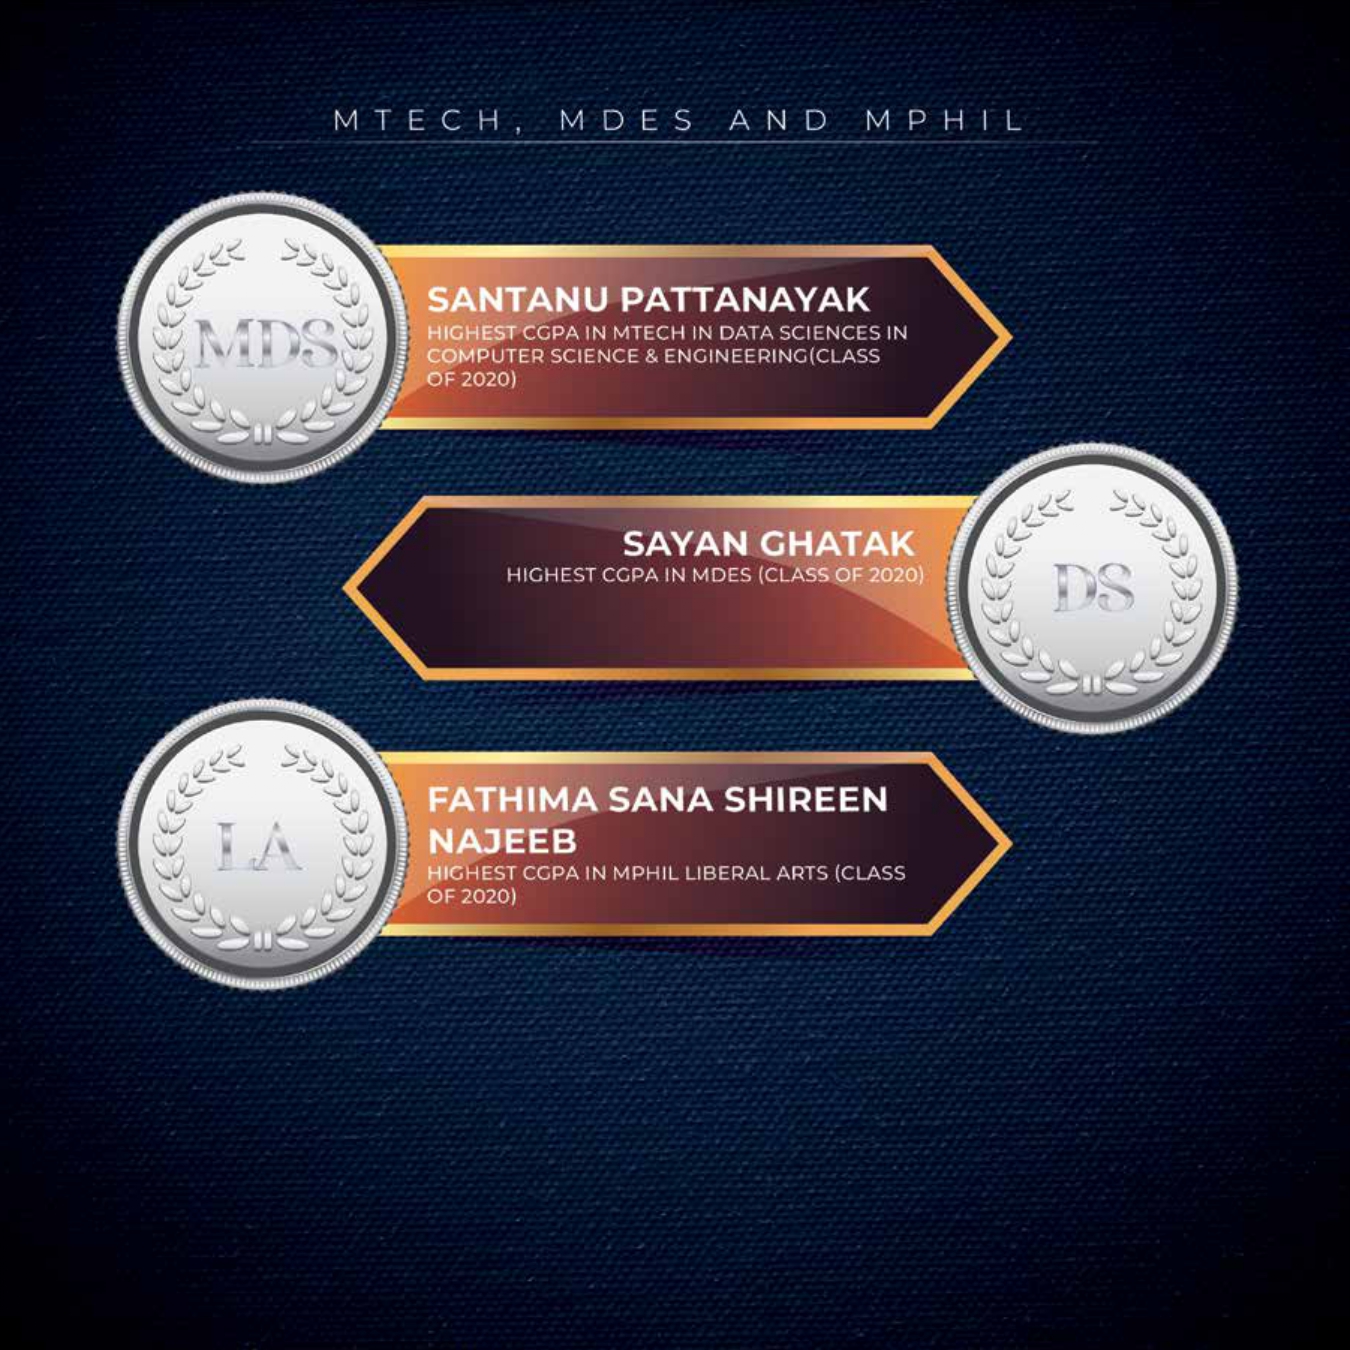 MTECH, MDES AND MPHIL
MDS
SANTANU PATTANAYAK
HIGHEST CGPA IN MTECH IN DATA SCIENCES IN
COMPUTER SCIENCE & ENGINEERING(CLASS
OF 2020)
SAYAN GHATAK
HIGHEST CGPA IN MDES (CLASS OF 2020)
DS
LA
FATHIMA SANA SHIREEN
NAJEEB
HIGHEST CGPA IN MPHIL LIBERAL ARTS (CLASS
OF 2020)